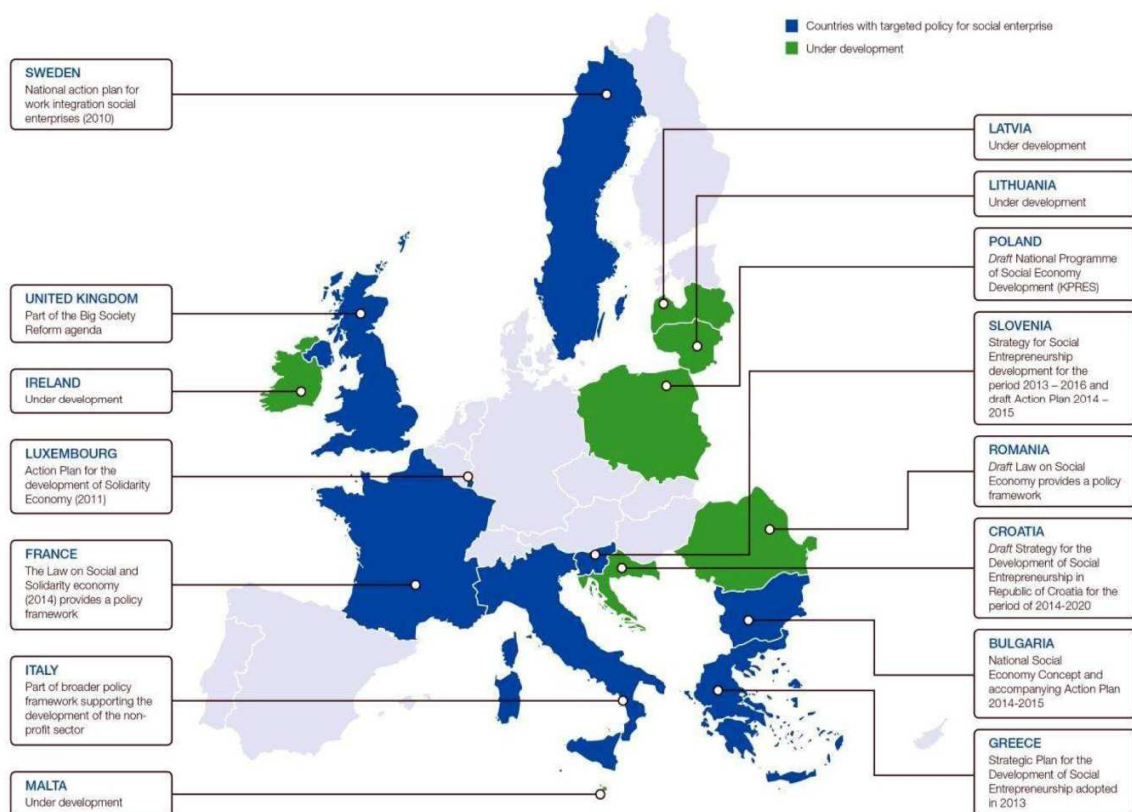 Countries with targeted policy for social enterprise
Under development
SWEDEN
National action plan for
work integration social
enterprises (2010)
UNITED KINGDOM
Part of the Big Society
Reform agenda
IRELAND
Under development
LUXEMBOURG
Action Plan for the
development of Solidarity
Economy (2011)
FRANCE
The Law on Social and
Solidarity economy
(2014) provides a policy
framework
ITALY
Part of broader policy
framework supporting the
development of the non-
profit sector
MALTA
Under development
LATVIA
Under development
LITHUANIA
Under development
POLAND
Draft National Programme
of Social Economy
Development (KPRES)
SLOVENIA
Strategy for Social
Entrepreneurship
development for the
period 2013 – 2016 and
draft Action Plan 2014 –
2015
ROMANIA
Draft Law on Social
Economy provides a policy
framework
CROATIA
Draft Strategy for the
Development of Social
Entrepreneurship in
Republic of Croatia for the
period of 2014-2020
BULGARIA
National Social
Economy Concept and
accompanying Action Plan
2014-2015
GREECE
Strategic Plan for the
Development of Social
Entrepreneurship adopted
in 2013